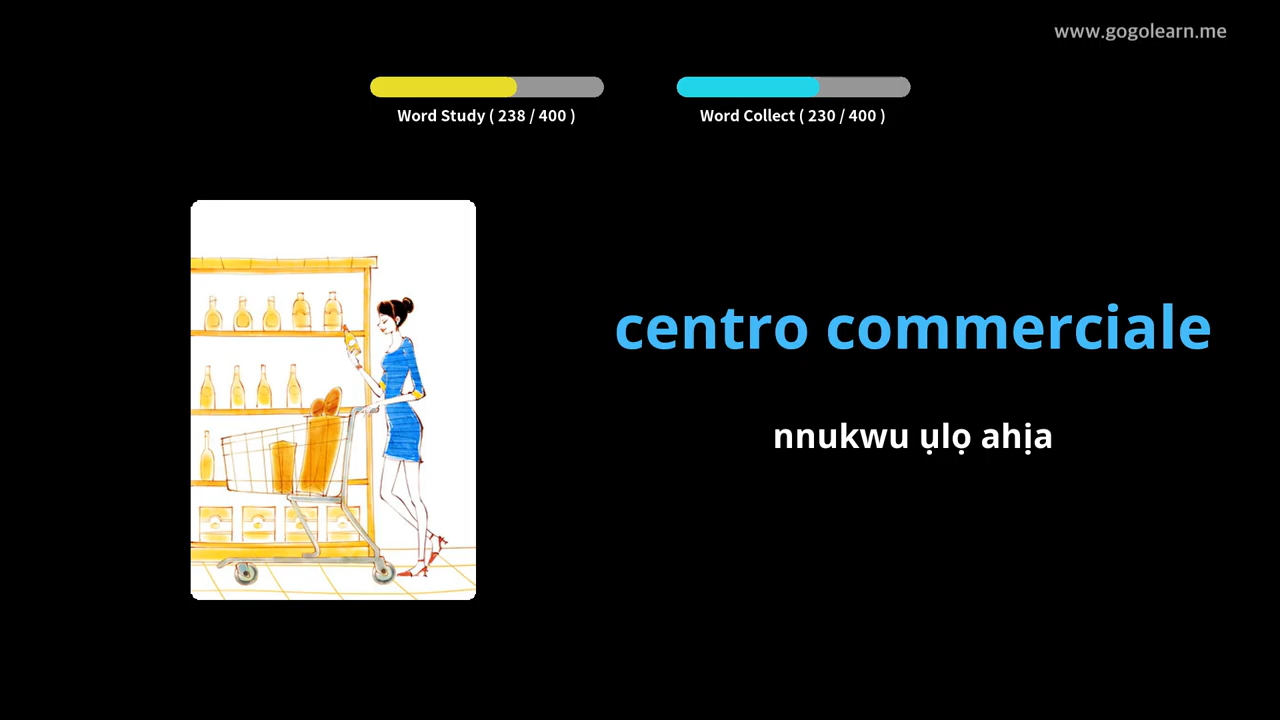 www.gogolearn.me
Word Study ( 238 / 400 )
Word Collect ( 230 / 400 )
centro commerciale
nnukwu ụlọ ahịa